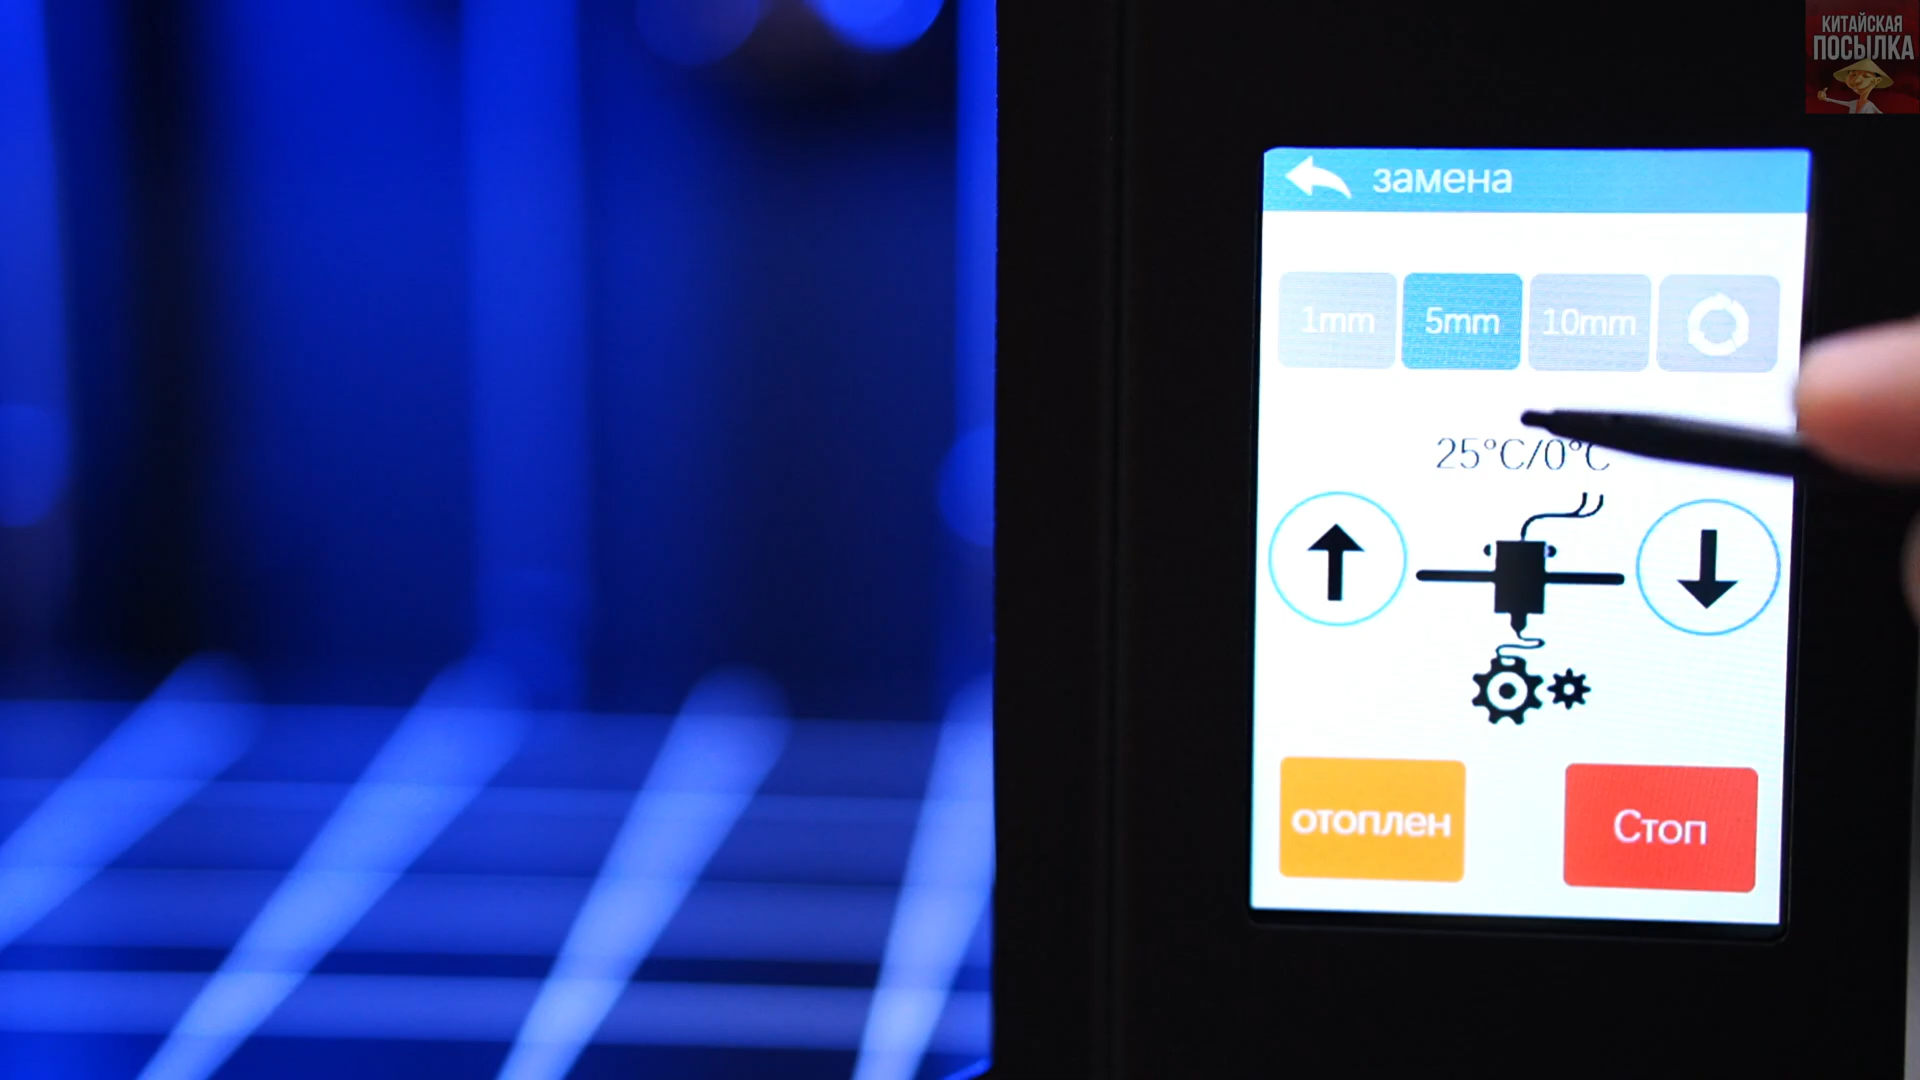 КИТАЙСКАЯ
ПОСЫЛКА
замена
1mm 5mm 10mm
25°C/0°C
отоплен Стоп